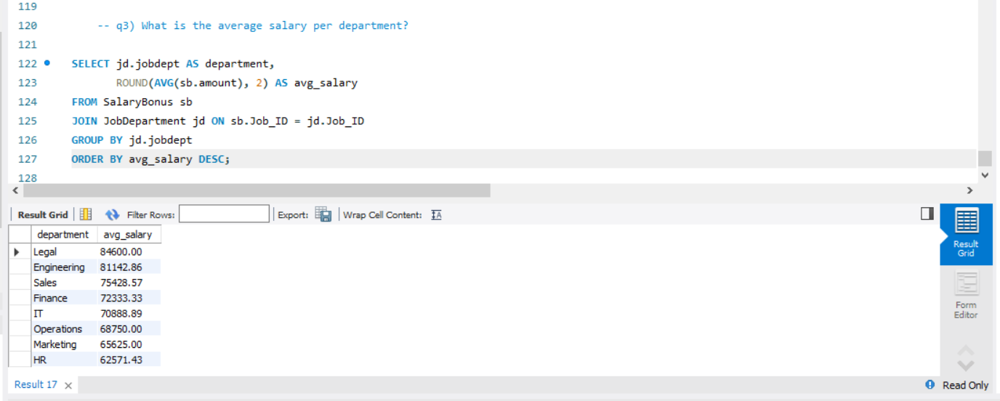 119
120 -- q3) What is the average salary per department?
121
122 SELECT jd.jobdept AS department,
123 ROUND(AVG(sb.amount), 2) AS avg_salary
124 FROM SalaryBonus sb
125 JOIN JobDepartment jd ON sb.Job_ID = jd.Job_ID
126 GROUP BY jd.jobdept
127 ORDER BY avg_salary DESC;
128
Result Grid Filter Rows: Export: Wrap Cell Content: IA
department avg_salary
Legal 84600.00
Engineering 81142.86
Sales 75428.57
Finance 72333.33
IT 70888.89
Operations 68750.00
Marketing 65625.00
HR 62571.43
Result
Grid
Form
Editor
Result 17 Read Only